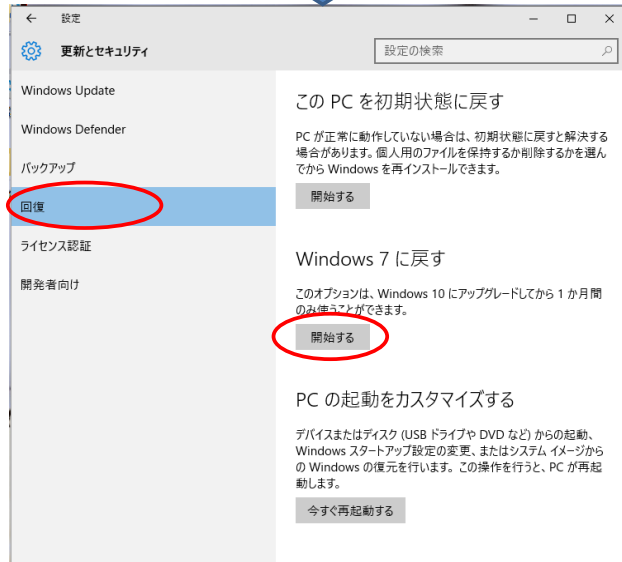 設定
更新とセキュリティ
設定の検索
Windows Update
Windows Defender
バックアップ
回復
ライセンス認証
開発者向け
この PC を初期状態に戻す
PC が正常に動作していない場合は、初期状態に戻すと解決する
場合があります。個人用のファイルを保持するか削除するかを選ん
でから Windows を再インストールできます。
開始する
Windows 7 に戻す
このオプションは、Windows 10 にアップグレードしてから 1 か月間
のみ使うことができます。
開始する
PC の起動をカスタマイズする
デバイスまたはディスク (USB ドライブや DVD など) からの起動、
Windows スタートアップ設定の変更、またはシステム イメージから
の Windows の復元を行います。この操作を行うと、PC が再起
動します。
今すぐ再起動する